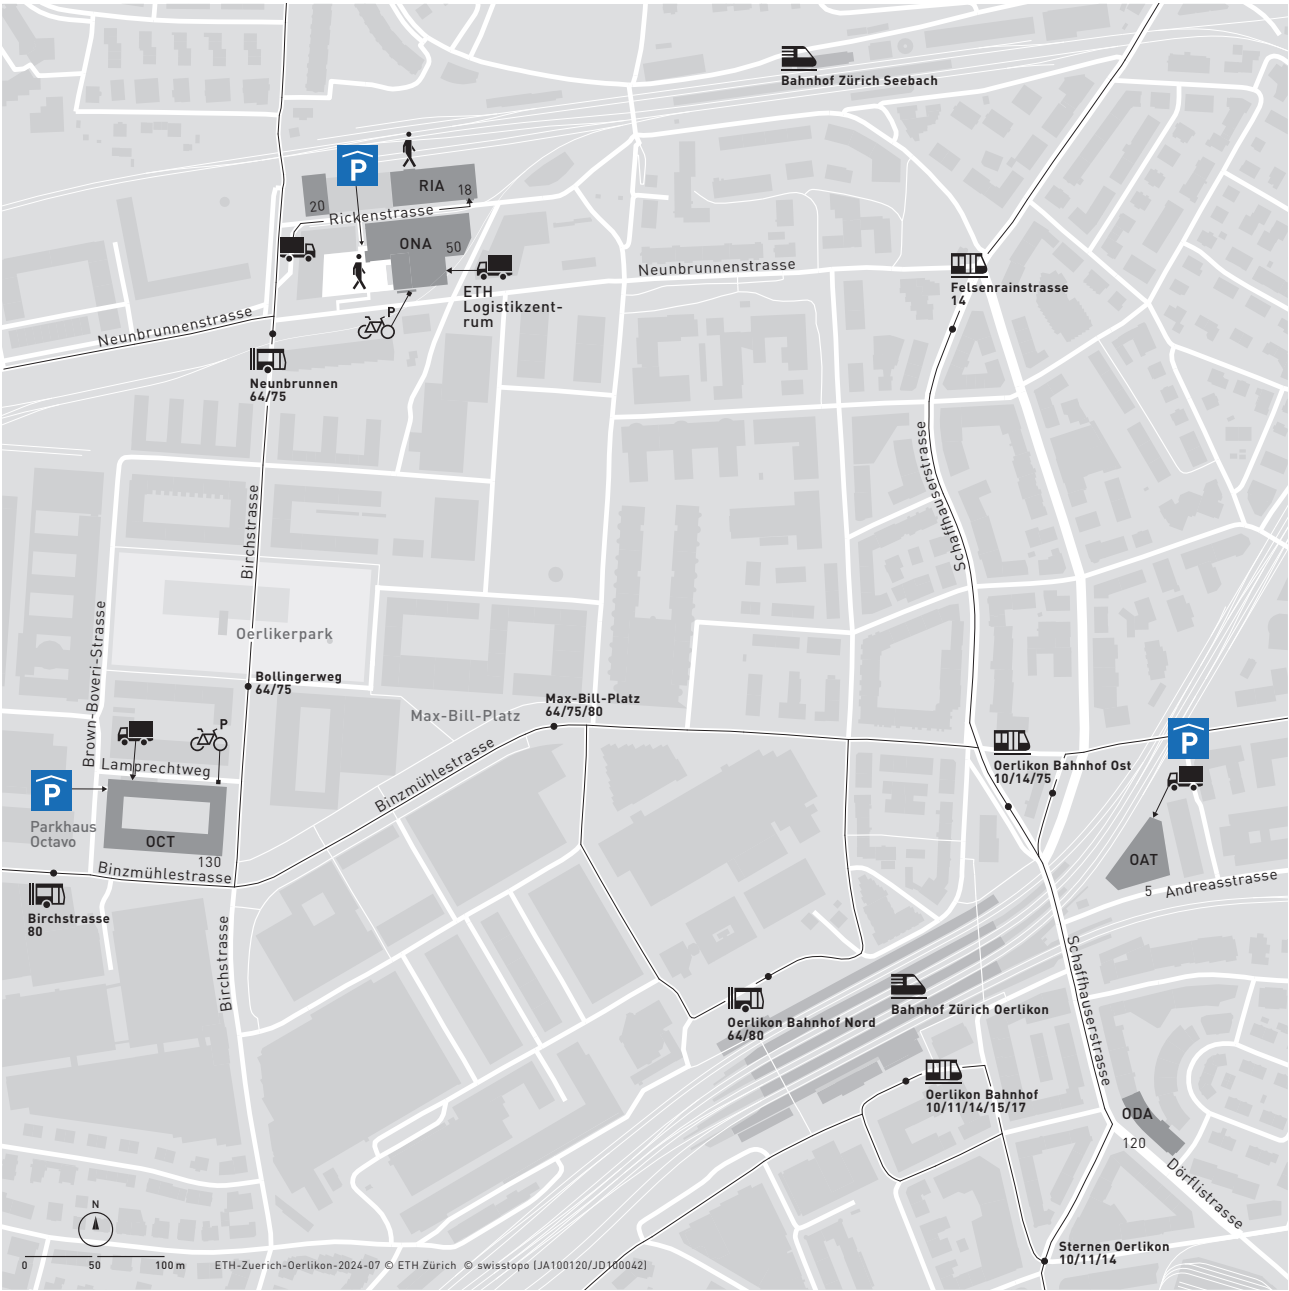 Bahnhof Zürich Seebach
P
RIA
18
20
Rickenstrasse
ONA
50
Neunbrunnenstrasse
Felsenrainstrasse
14
ETH
Logistikzent-
rum
P
Neunbrunnenstrasse
Neunbrunnen
64/75
Schaffhauserstrasse
Birchstrasse
Brown-Boveri-Strasse
Oerlikerpark
Bollingerweg
64/75
Max-Bill-Platz
64/75/80
Max-Bill-Platz
P
Lamprechtweg
Binzmühlestrasse
Oerlikon Bahnhof Ost
10/14/75
P
P
Parkhaus
Octavo
OCT
130
Binzmühlestrasse
OAT
5
Andreasstrasse
Birchstrasse
80
Birchstrasse
Schaffhauserstrasse
Oerlikon Bahnhof Nord
64/80
Bahnhof Zürich Oerlikon
Oerlikon Bahnhof
10/11/14/15/17
ODA
120
Dörflistrasse
N
Sternen Oerlikon
10/11/14
0 50 100 m
ETH-Zuerich-Oerlikon-2024-07 © ETH Zürich © swisstopo (JA100120/JD100042)